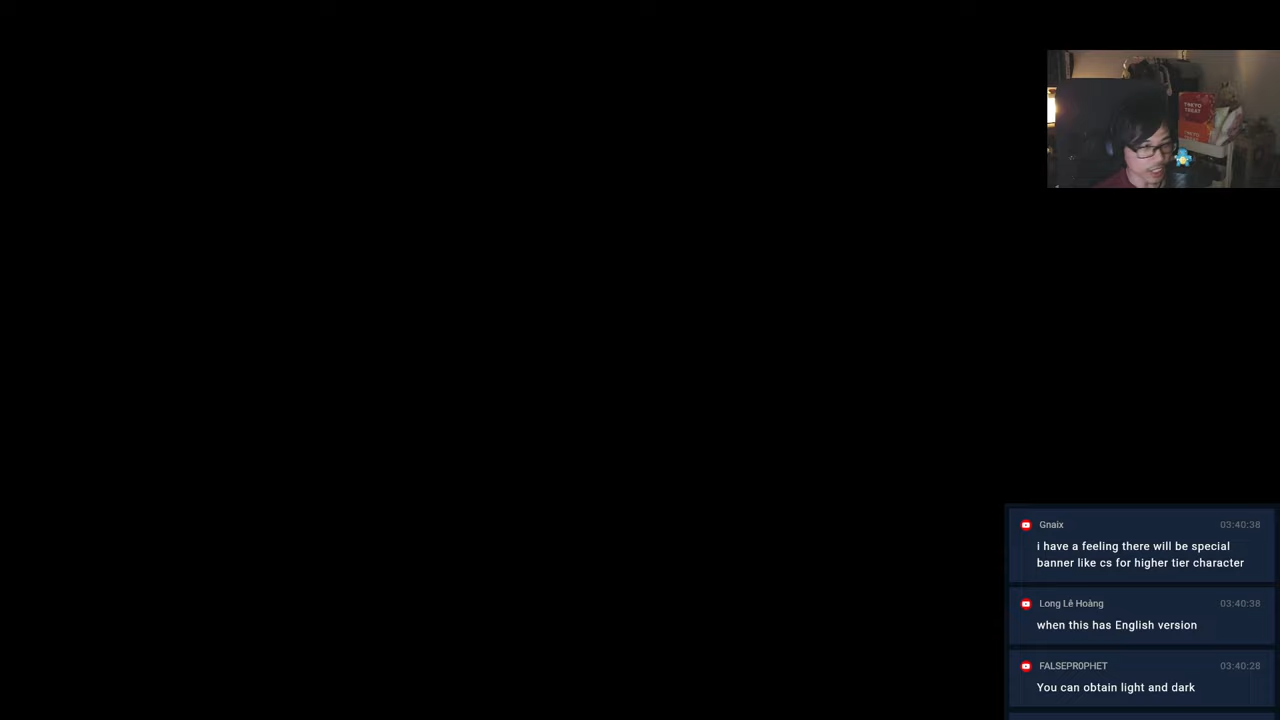 TOKYO
TREAT
Gnaix
03:40:38
i have a feeling there will be special
banner like cs for higher tier character
Long Lê Hoàng
03:40:38
when this has English version
FALSEPR0PHET
03:40:28
You can obtain light and dark